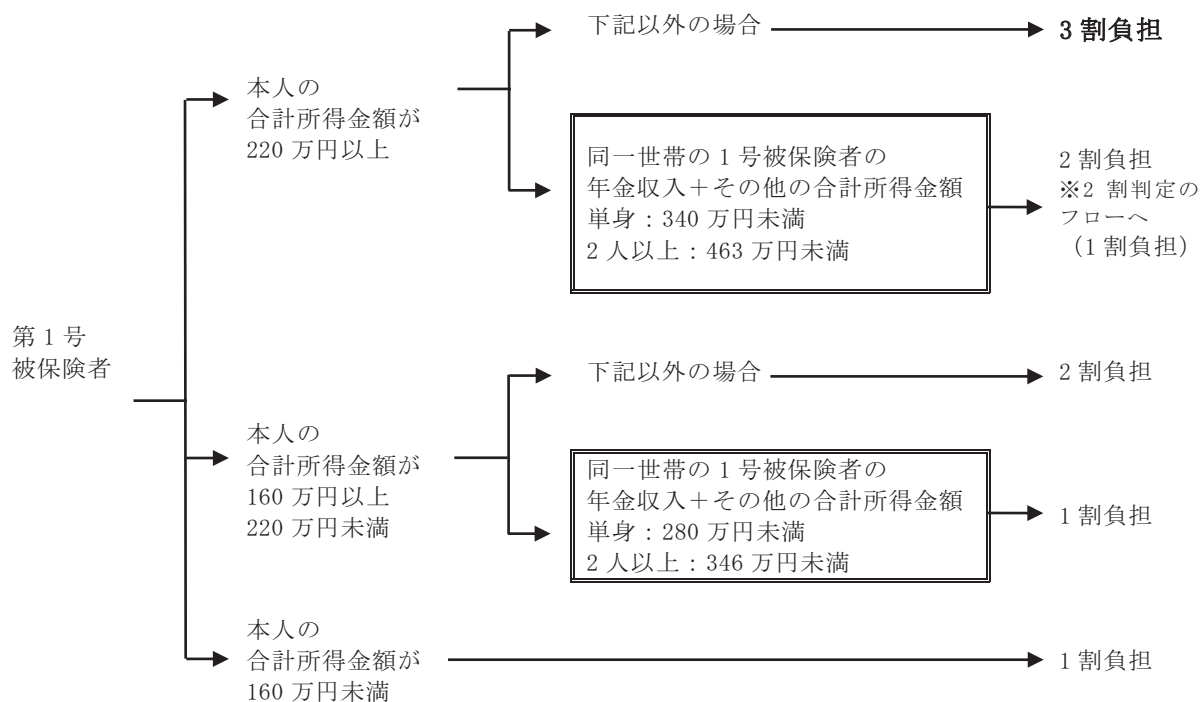 第1号
被保険者
本人の
合計所得金額が
220万円以上
下記以外の場合
3割負担
同一世帯の1号被保険者の
年金収入+その他の合計所得金額
単身:340万円未満
2人以上:463万円未満
2割負担
※2 割判定の
フローへ
(1割負担)
本人の
合計所得金額が
160万円以上
220万円未満
下記以外の場合
2割負担
同一世帯の1号被保険者の
年金収入+その他の合計所得金額
単身:280万円未満
2人以上:346万円未満
1割負担
本人の
合計所得金額が
160万円未満
1割負担